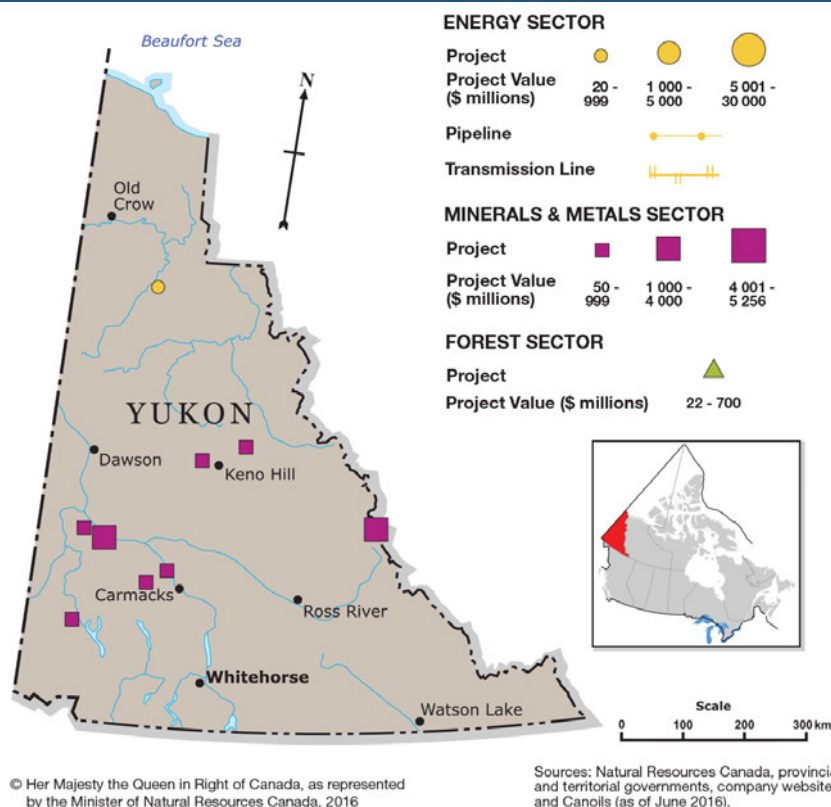 Beaufort Sea
N
Old
Crow
YUKON
Dawson
Keno Hill
Carmacks
Ross River
Whitehorse
Watson Lake
ENERGY SECTOR
Project
Project Value
($ millions)
20 -
999
1 000 -
5 000
5 001 -
30 000
Pipeline
Transmission Line
MINERALS & METALS SECTOR
Project
Project Value
($ millions)
50 -
999
1 000 -
4 000
4 001 -
5 256
FOREST SECTOR
Project
Project Value ($ millions)
22 - 700
Scale
0 100 200 300 km
© Her Majesty the Queen in Right of Canada, as represented
by the Minister of Natural Resources Canada, 2016
Sources: Natural Resources Canada, provincia
and territorial governments, company website
and Canoils (as of June 2016).